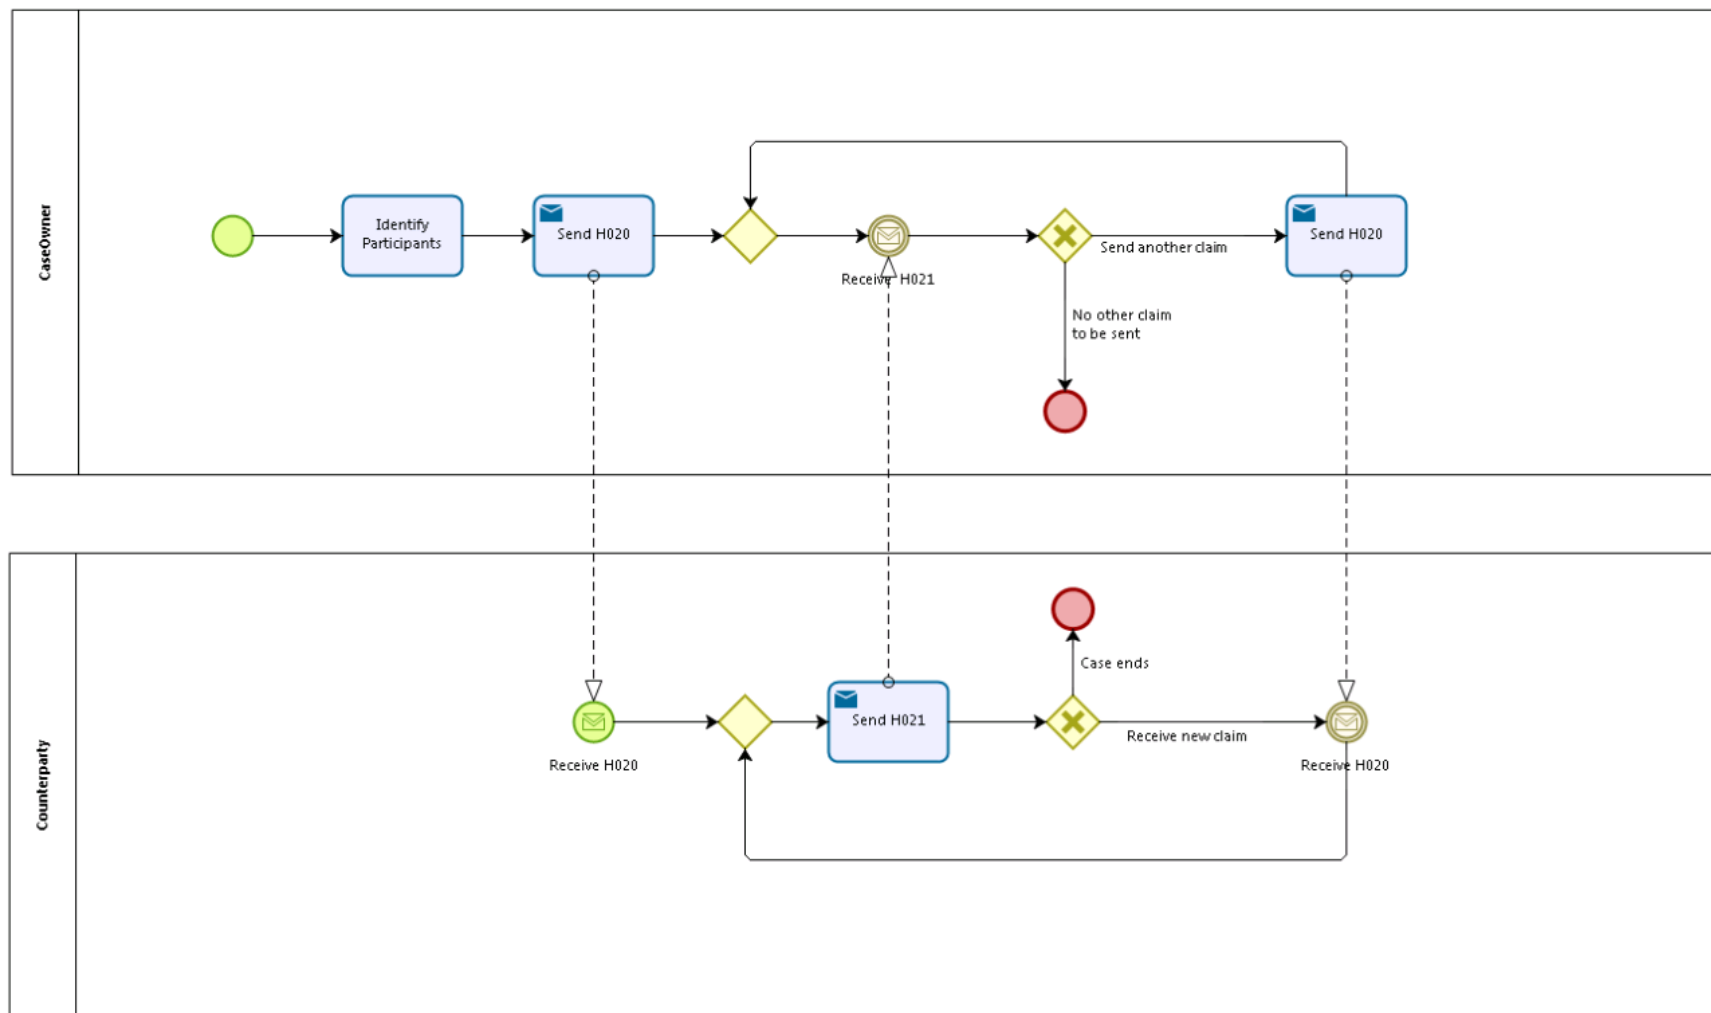 CaseOwner
Identify
Participants
Send H020
Receive H021
Send another claim
No other claim
to be sent
Send H020
Counterparty
Receive H020
Send H021
Case ends
Receive new claim
Receive H020